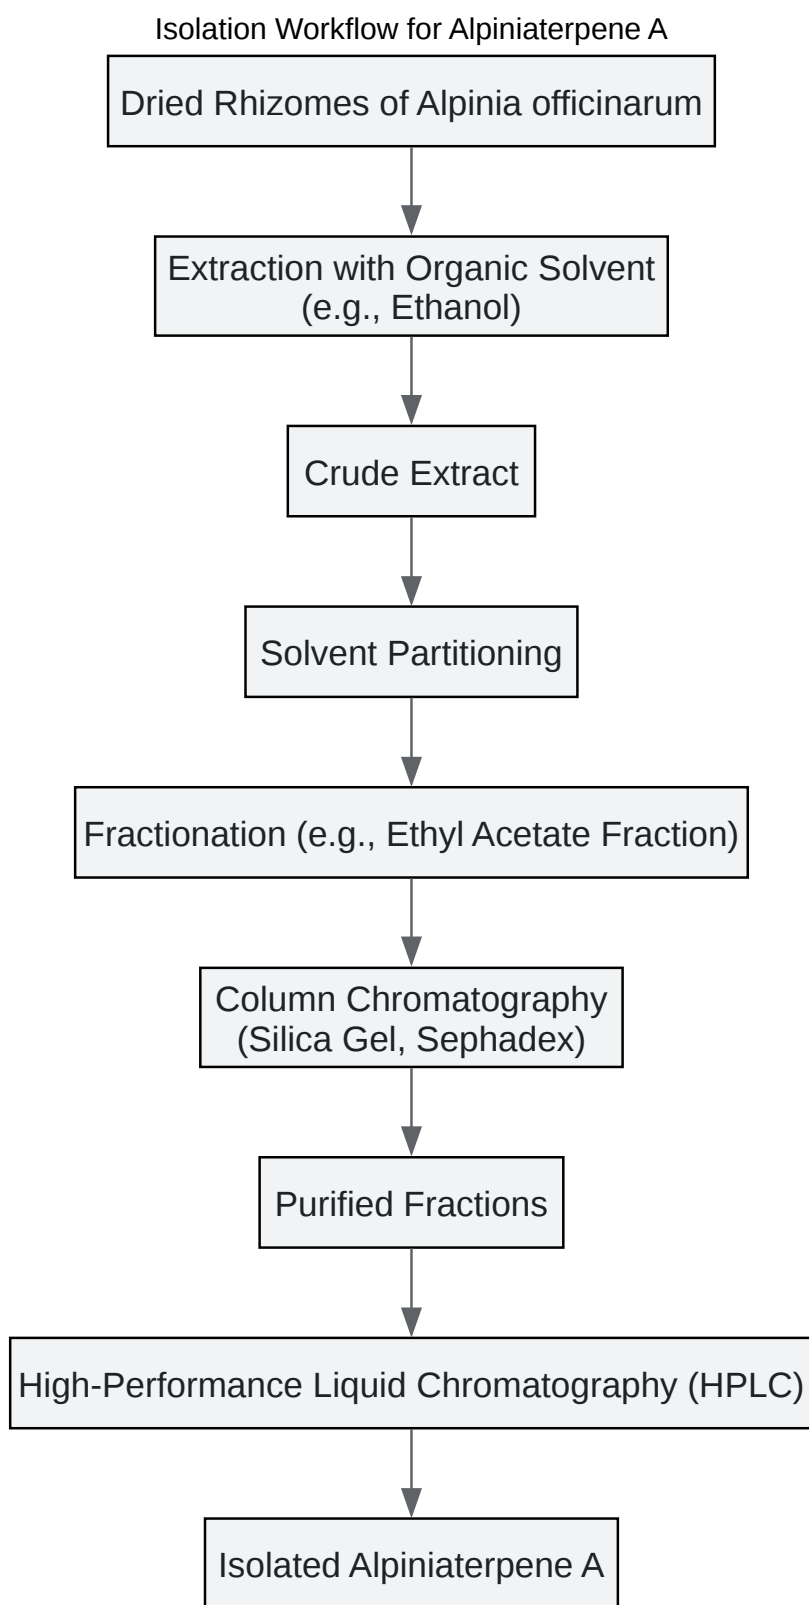 Isolation Workflow for Alpiniaterpene A
Dried Rhizomes of Alpinia officinarum
Extraction with Organic Solvent
(e.g., Ethanol)
Crude Extract
Solvent Partitioning
Fractionation (e.g., Ethyl Acetate Fraction)
Column Chromatography
(Silica Gel, Sephadex)
Purified Fractions
High-Performance Liquid Chromatography (HPLC)
Isolated Alpiniaterpene A